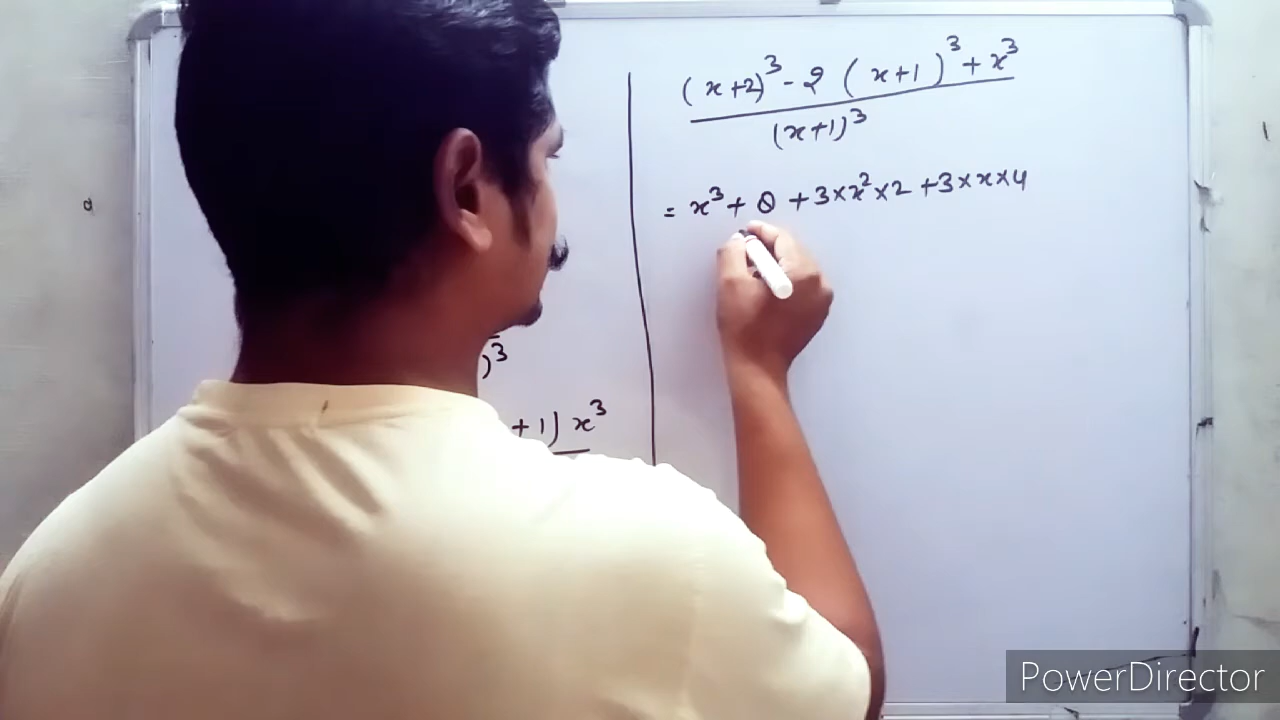 )³
+ 1) x³
(x+2)³ - 2 (x+1)³ + x³
(x+1)³
= x³ + 8 + 3×x²×2 + 3×x×4
PowerDirector